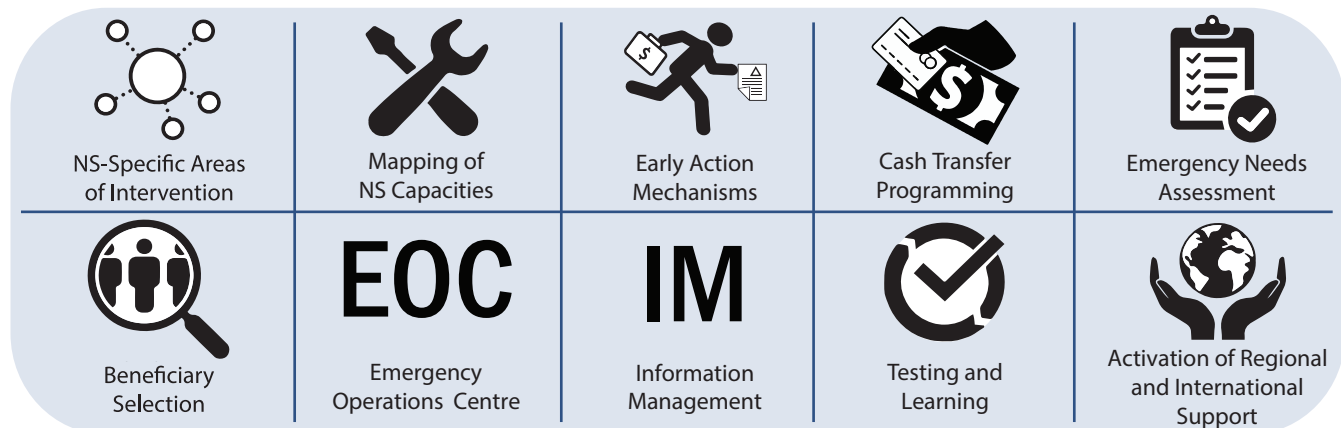 NS-Specific Areas
of Intervention
Mapping of
NS Capacities
$
Early Action
Mechanisms
$
Cash Transfer
Programming
Emergency Needs
Assessment
Beneficiary
Selection
EOC
Emergency
Operations Centre
IM
Information
Management
Testing and
Learning
Activation of Regional
and International
Support